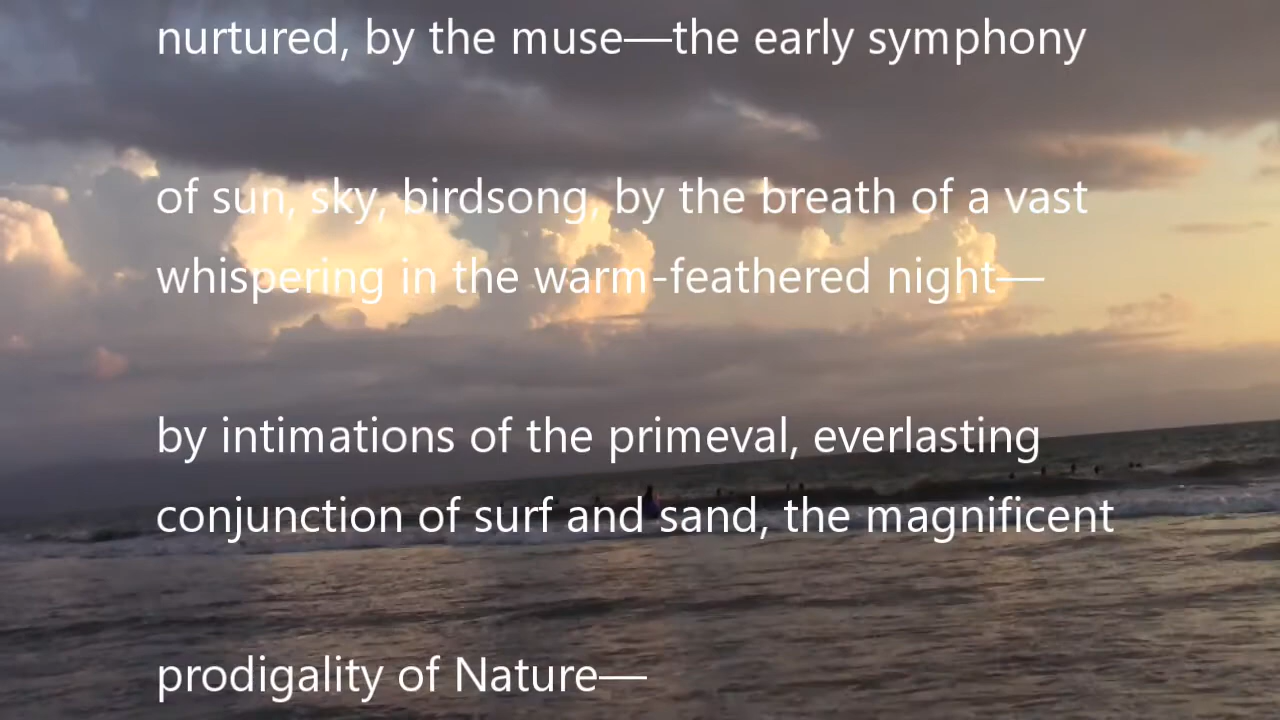 nurtured, by the muse—the early symphony
of sun, sky, birdsong, by the breath of a vast
whispering in the warm-feathered night—
by intimations of the primeval, everlasting
conjunction of surf and sand, the magnificent
prodigality of Nature—